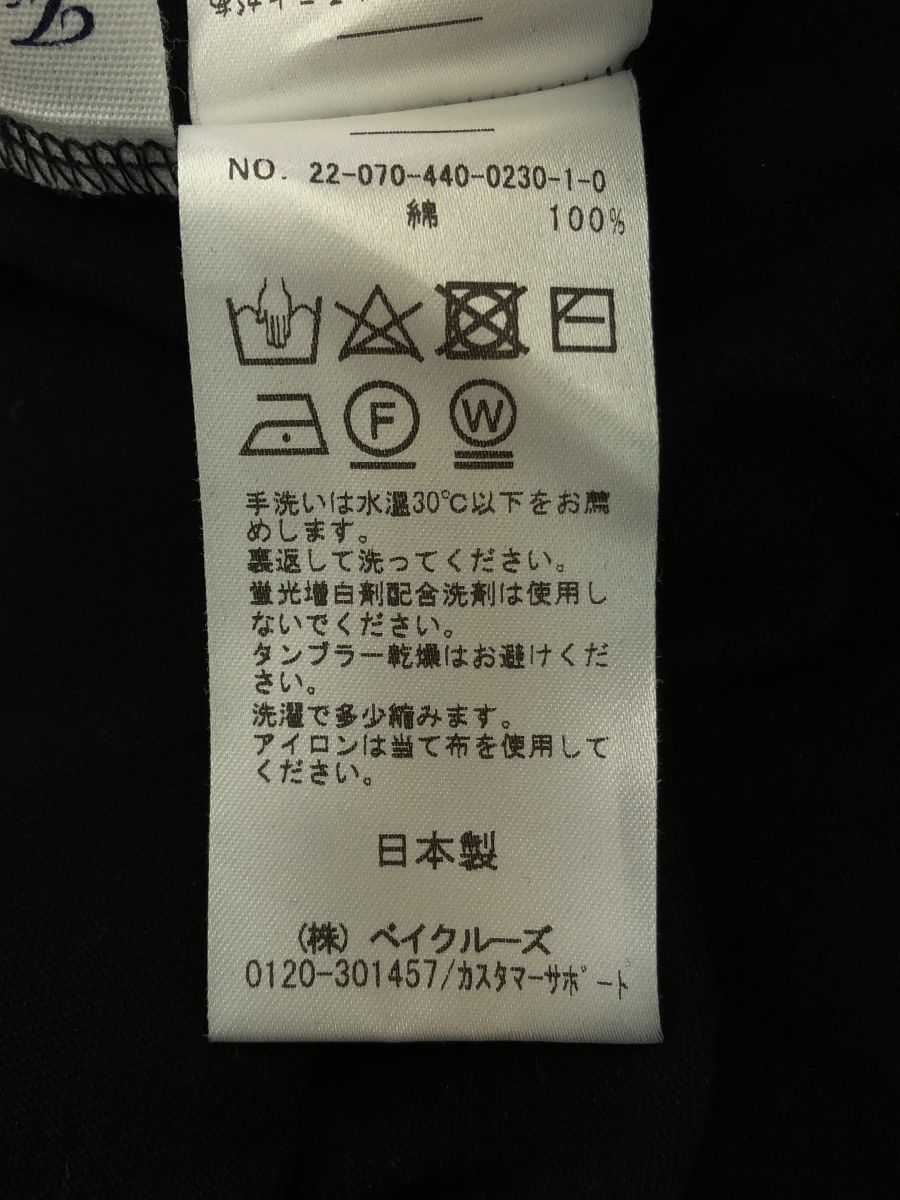 NO. 22-070-440-0230-1-0
綿 100%
F
W
手洗いは水温30℃以下をお薦
めします。
裏返して洗ってください。
蛍光増白剤配合洗剤は使用し
ないでください。
タンブラー乾燥はお避けくだ
さい。
洗濯で多少縮みます。
アイロンは当て布を使用して
ください。
日本製
(株) ベイクルーズ
0120-301457/カスタマーサポート